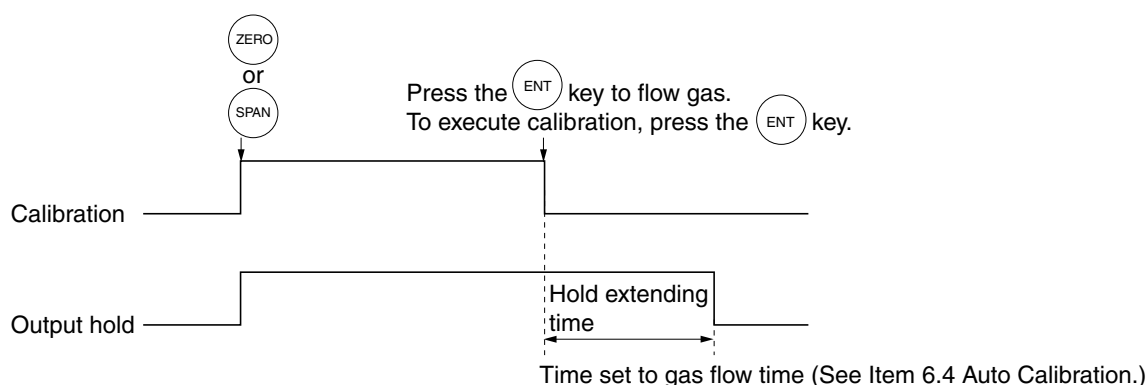 ZERO
or
SPAN
Press the ENT key to flow gas.
To execute calibration, press the ENT key.
Calibration
Output hold
Hold extending
time
Time set to gas flow time (See Item 6.4 Auto Calibration.)